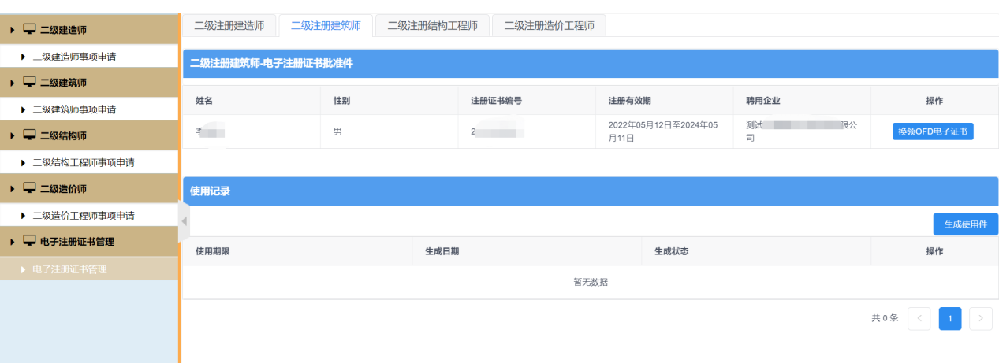 二级建造师
二级建造师事项申请
二级建筑师
二级建筑师事项申请
二级结构师
二级结构工程师事项申请
二级造价师
二级造价工程师事项申请
电子注册证书管理
电子注册证书管理
二级注册建造师 二级注册建筑师 二级注册结构工程师 二级注册造价工程师
二级注册建筑师-电子注册证书批准件
姓名 性别 注册证书编号 注册有效期 聘用企业 操作
男 2 2022年05月12日至2024年05 测试 限公 换领OFD电子证书
月11日 司
使用记录
生成使用件
使用期限 生成日期 生成状态 操作
暂无数据
共 0 条 < 1 >